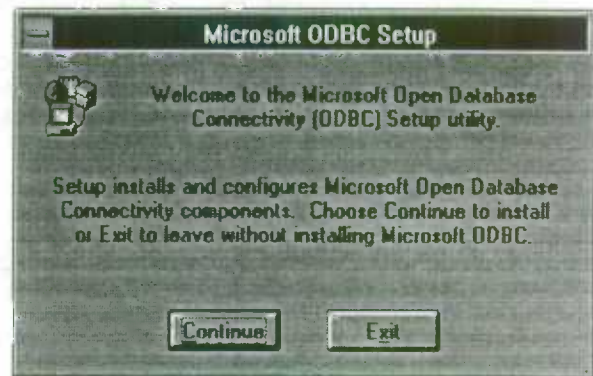 Microsoft ODBC Setup
Welcome to the Microsoft Open Database
Connectivity (ODBC) Setup utility.
Setup installs and configures Microsoft Open Database
Connectivity components. Choose Continue to install
or Exit to leave without installing Microsoft ODBC.
Continue
Exit